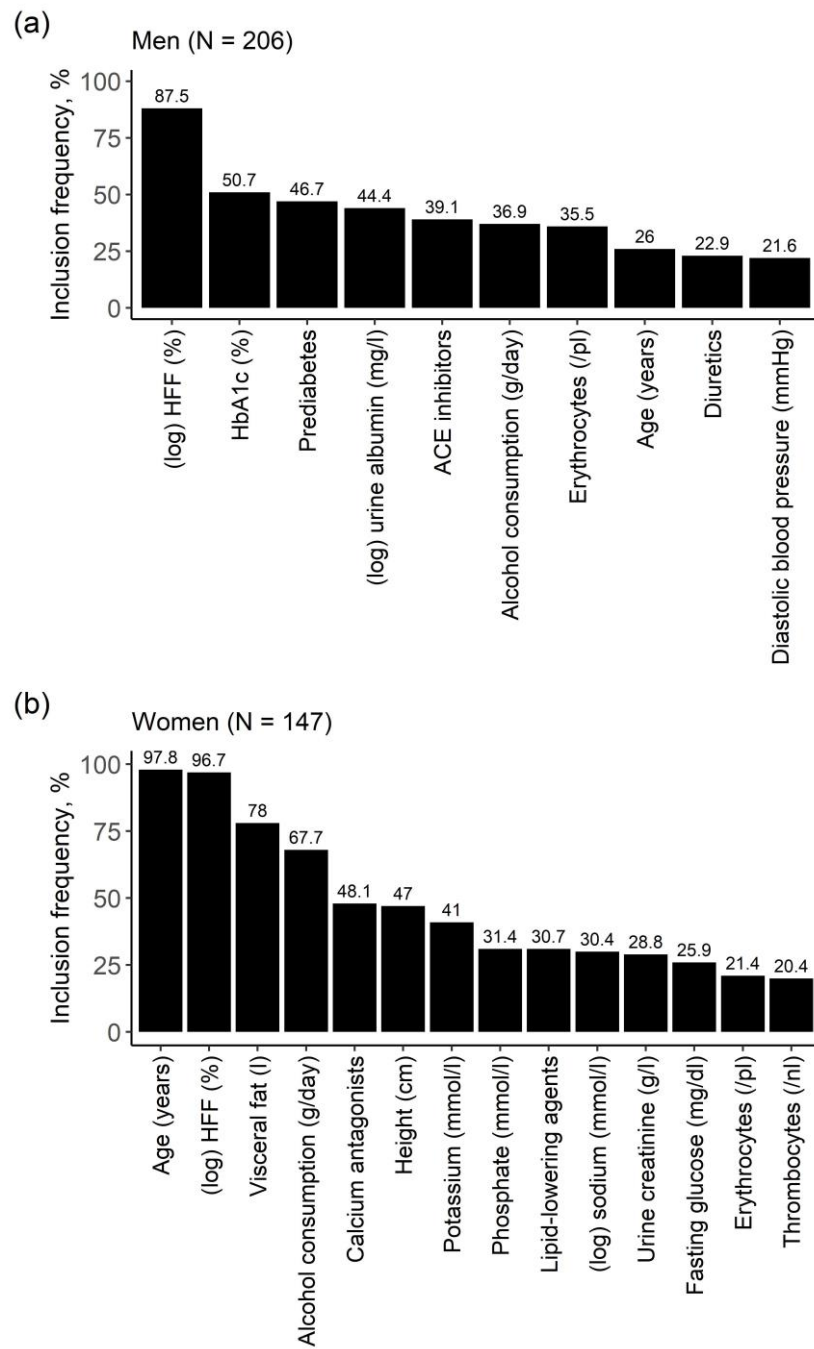 (a)
Men (N = 206)
Inclusion frequency, %
100
75
50
25
0
87.5
50.7
46.7
44.4
39.1
36.9
35.5
26
22.9
21.6
(log) HFF (%)
HbA1c (%)
Prediabetes
(log) urine albumin (mg/l)
ACE inhibitors
Alcohol consumption (g/day)
Erythrocytes (/pl)
Age (years)
Diuretics
Diastolic blood pressure (mmHg)
(b)
Women (N = 147)
Inclusion frequency, %
100
75
50
25
0
97.8
96.7
78
67.7
48.1
47
41
31.4
30.7
30.4
28.8
25.9
21.4
20.4
Age (years)
(log) HFF (%)
Visceral fat (l)
Alcohol consumption (g/day)
Calcium antagonists
Height (cm)
Potassium (mmol/l)
Phosphate (mmol/l)
Lipid-lowering agents
(log) sodium (mmol/l)
Urine creatinine (g/l)
Fasting glucose (mg/dl)
Erythrocytes (/pl)
Thrombocytes (/nl)